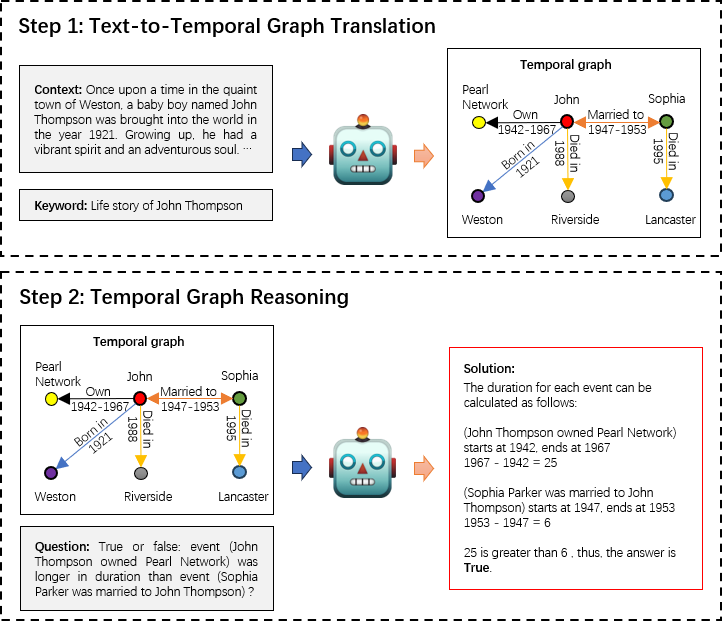 Step 1: Text-to-Temporal Graph Translation
Context: Once upon a time in the quaint
town of Weston, a baby boy named John
Thompson was brought into the world in
the year 1921. Growing up, he had a
vibrant spirit and an adventurous soul. ···
Keyword: Life story of John Thompson
Temporal graph
Pearl
Network
John
Sophia
Own
1942-1967
Married to
1947-1953
Born in
1921
Died in
1988
Died in
1995
Weston
Riverside
Lancaster
Step 2: Temporal Graph Reasoning
Temporal graph
Pearl
Network
John
Sophia
Own
1942-1967
Married to
1947-1953
Born in
1921
Died in
1988
Died in
1995
Weston
Riverside
Lancaster
Question: True or false: event (John
Thompson owned Pearl Network) was
longer in duration than event (Sophia
Parker was married to John Thompson) ?
Solution:
The duration for each event can be
calculated as follows:
(John Thompson owned Pearl Network)
starts at 1942, ends at 1967
1967 - 1942 = 25
(Sophia Parker was married to John
Thompson) starts at 1947, ends at 1953
1953 - 1947 = 6
25 is greater than 6 , thus, the answer is
True.